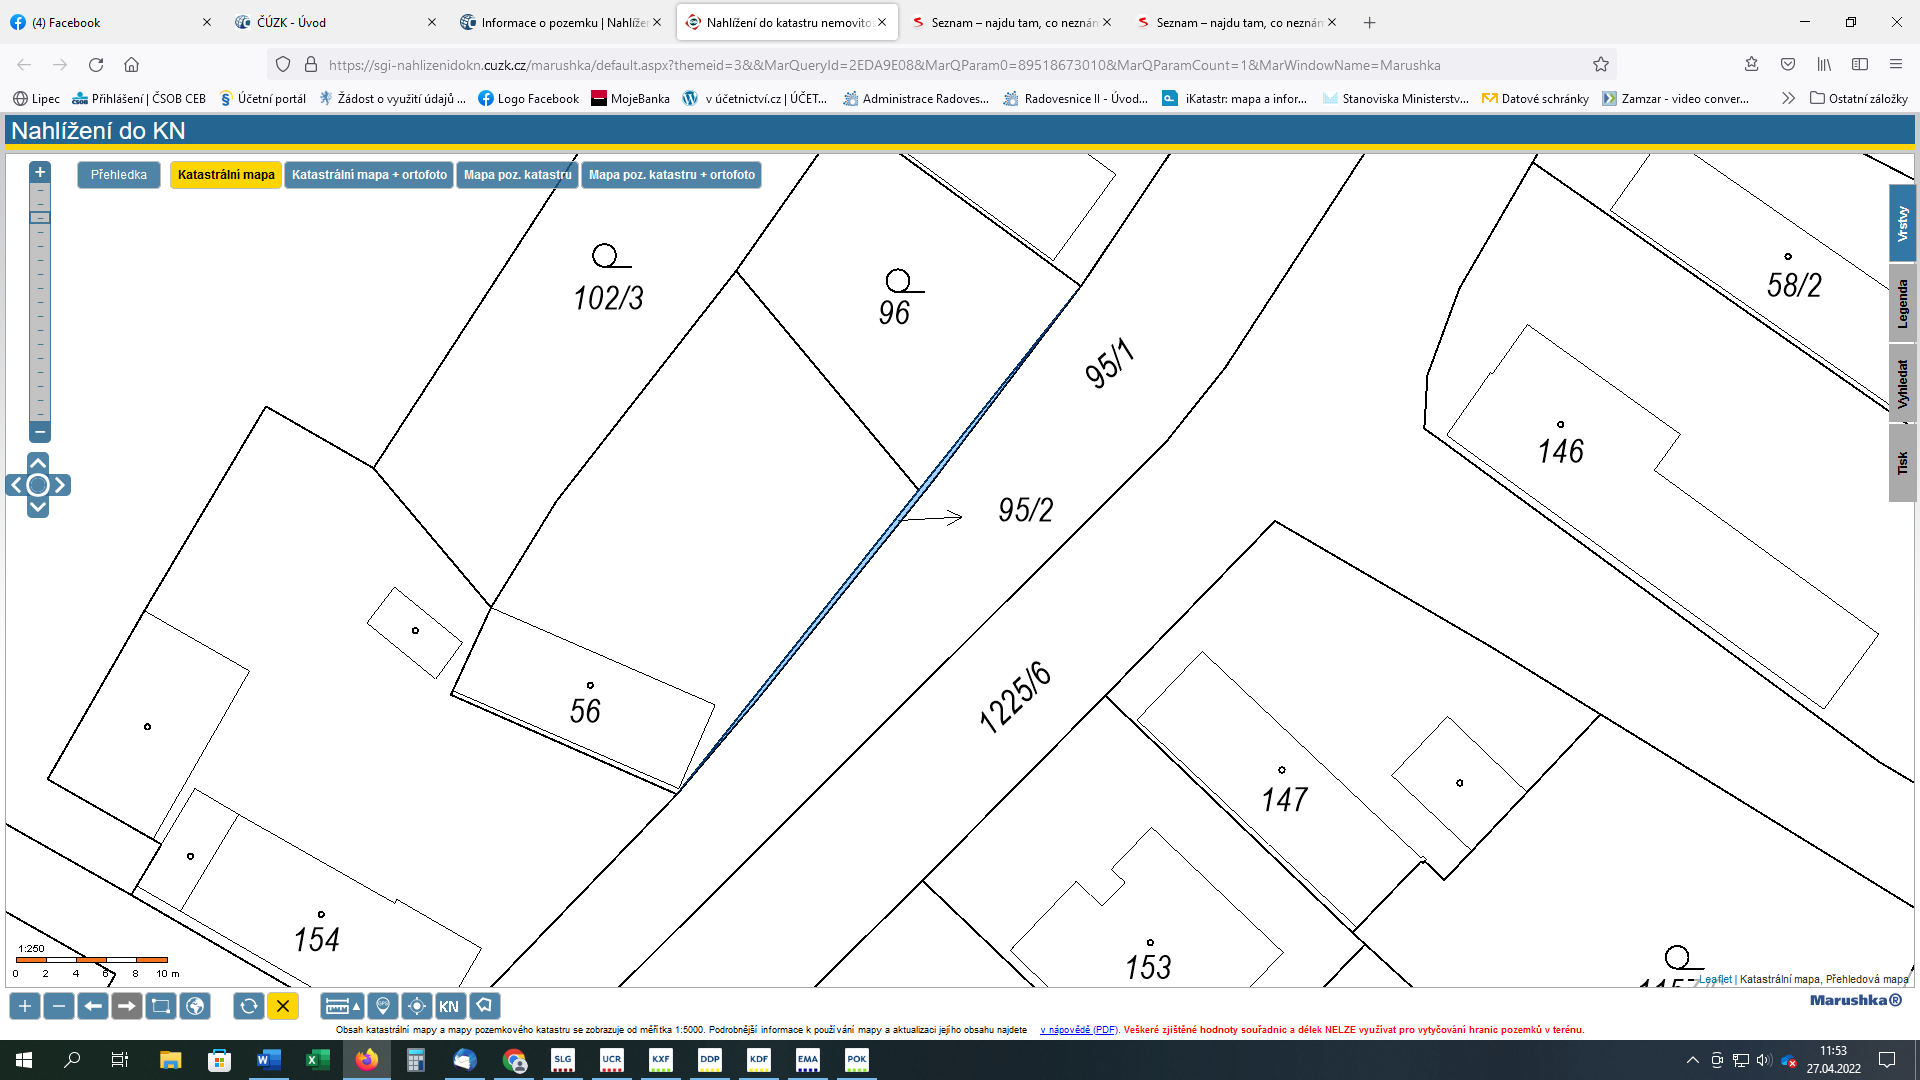 (4) Facebook
ČÚZK - Úvod
Informace o pozemku | Nahlíže
Nahlížení do katastru nemovito
Seznam – najdu tam, co neznám
Seznam – najdu tam, co neznám
https://sgi-nahlizenidokn.cuzk.cz/marushka/default.aspx?themeid=3&&MarQueryId=2EDA9E08&MarQParam0=89518673010&MarQParamCount=1&MarWindowName=Marushka
Lipec
Přihlášení | ČSOB CEB
Účetní portál
Žádost o využití údajů ...
Logo Facebook
MojeBanka
v účetnictví.cz | ÚČET...
Administrace Radoves...
Radovesnice II - Úvod...
iKatastr: mapa a infor...
Stanoviska Ministerstv...
Datové schránky
Zamzar - video conver...
Ostatní záložky
Nahlížení do KN
Přehledka
Katastrální mapa
Katastrální mapa + ortofoto
Mapa poz. katastru
Mapa poz. katastru + ortofoto
Vrstvy
Legenda
Vyhledat
Tisk
102/3
96
58/2
95/1
146
95/2
56
1225/6
147
154
153
1:250
0 2 4 6 8 10 m
Leaflet | Katastrální mapa, Přehledová mapa
KN
Marushka®
Obsah katastrální mapy a mapy pozemkového katastru se zobrazuje od měřítka 1:5000. Podrobnější informace k používání mapy a aktualizaci jejího obsahu najdete v nápovědě (PDF). Veškeré zjištěné hodnoty souřadnic a délek NELZE využívat pro vytyčování hranic pozemků v terénu.
SLG
UCR
KXF
DDP
KDF
EMA
POK
11:53
27.04.2022